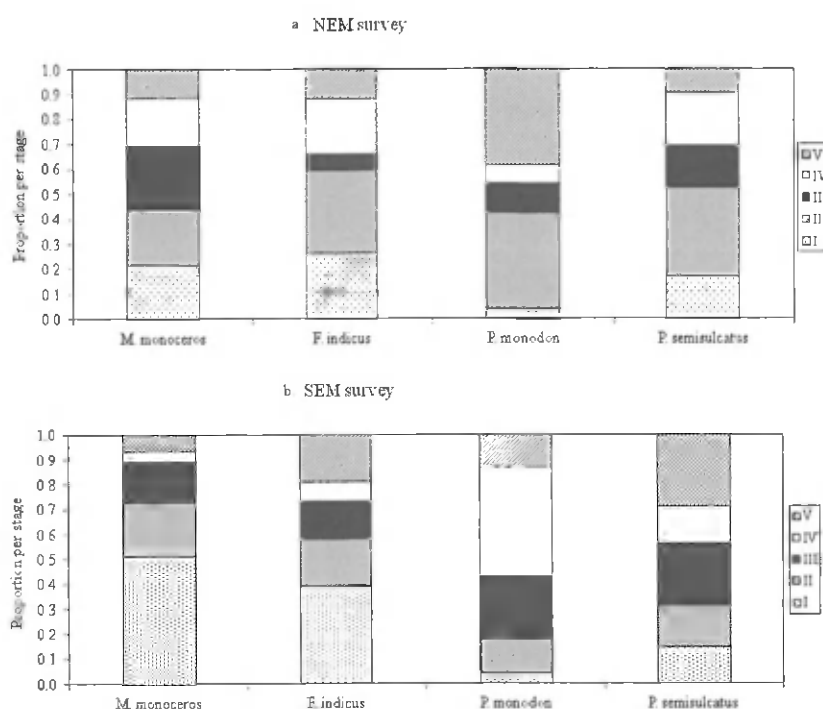 a NEM survey
1.0
0.9
0.8
0.7
0.6
0.5
0.4
0.3
0.2
0.1
0.0
Proportion per stage
M. monoceros
F. indicus
P. monodon
P. semisulcatus
V
IV
II
II
I
b SEM survey
1.0
0.9
0.8
0.7
0.6
0.5
0.4
0.3
0.2
0.1
0.0
Proportion per stage
M. monoceros
F. indicus
P. monodon
P. semisulcatus
V
IV
III
II
I